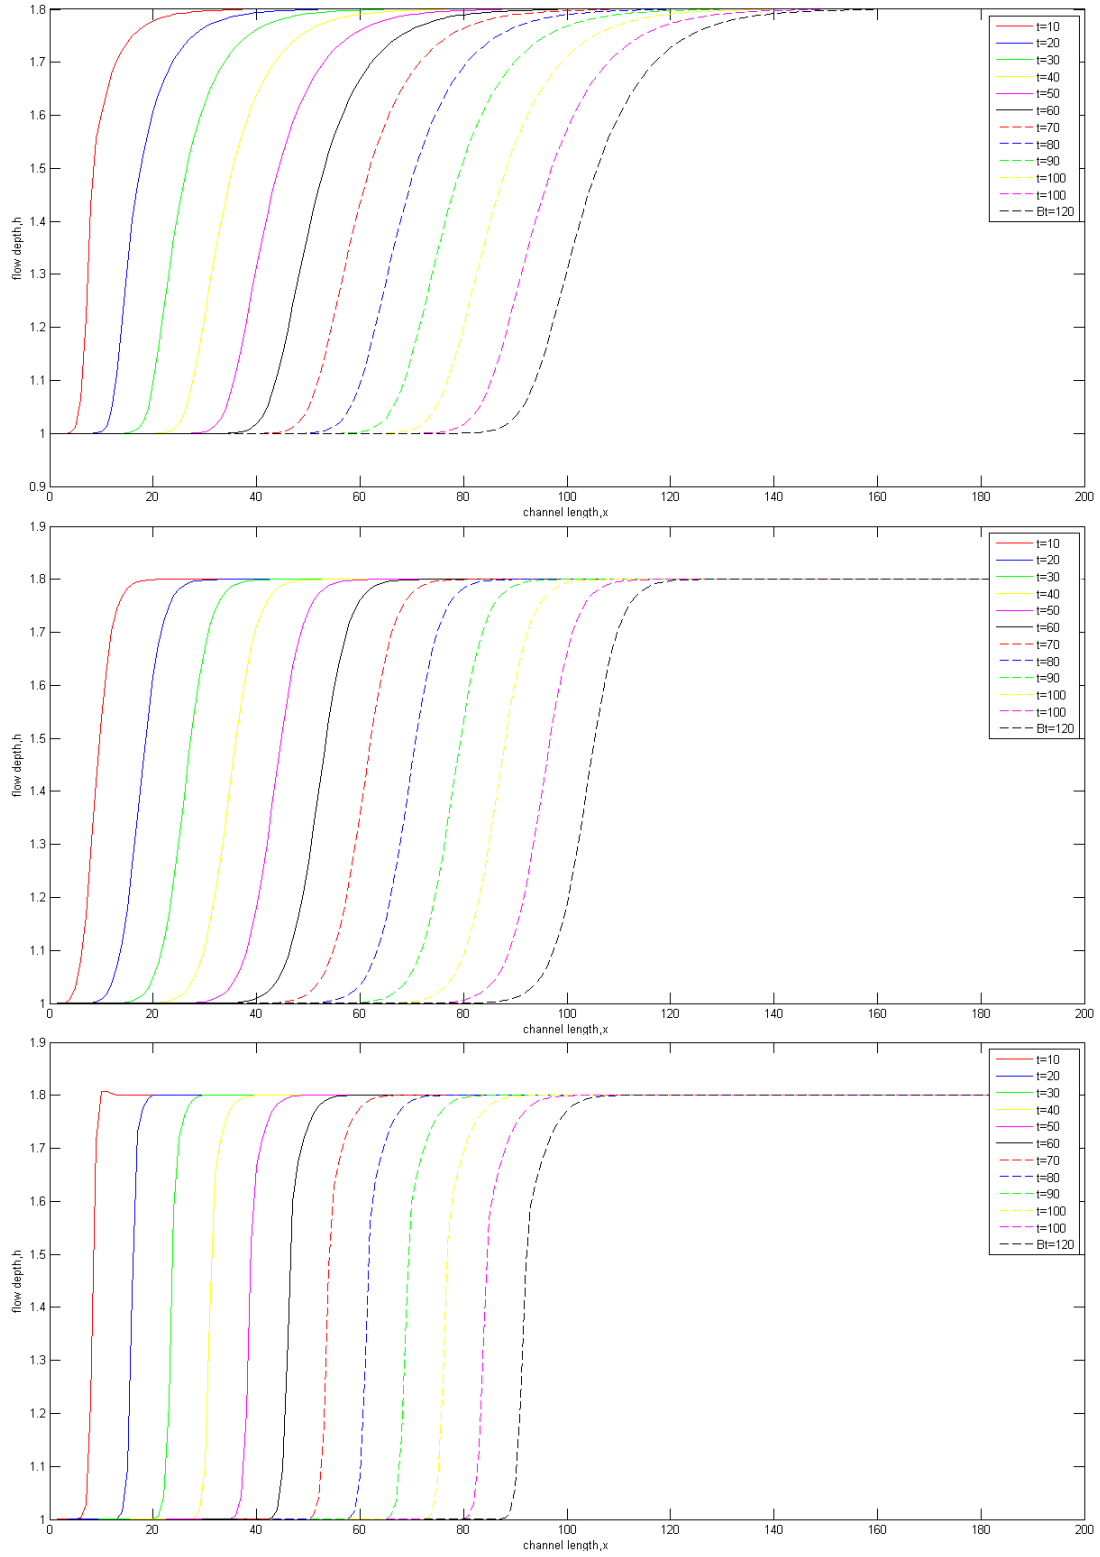 1.8
1.7
1.6
1.5
1.4
1.3
1.2
1.1
1
0.9
flow depth,h
0 20 40 60 80 100 120 140 160 180 200
channel length,x
t=10
t=20
t=30
t=40
t=50
t=60
t=70
t=80
t=90
t=100
t=100
Bt=120
1.9
1.8
1.7
1.6
1.5
1.4
1.3
1.2
1.1
1
flow depth,h
0 20 40 60 80 100 120 140 160 180 200
channel length,x
t=10
t=20
t=30
t=40
t=50
t=60
t=70
t=80
t=90
t=100
t=100
Bt=120
1.9
1.8
1.7
1.6
1.5
1.4
1.3
1.2
1.1
1
flow depth,h
0 20 40 60 80 100 120 140 160 180 200
channel length,x
t=10
t=20
t=30
t=40
t=50
t=60
t=70
t=80
t=90
t=100
t=100
Bt=120